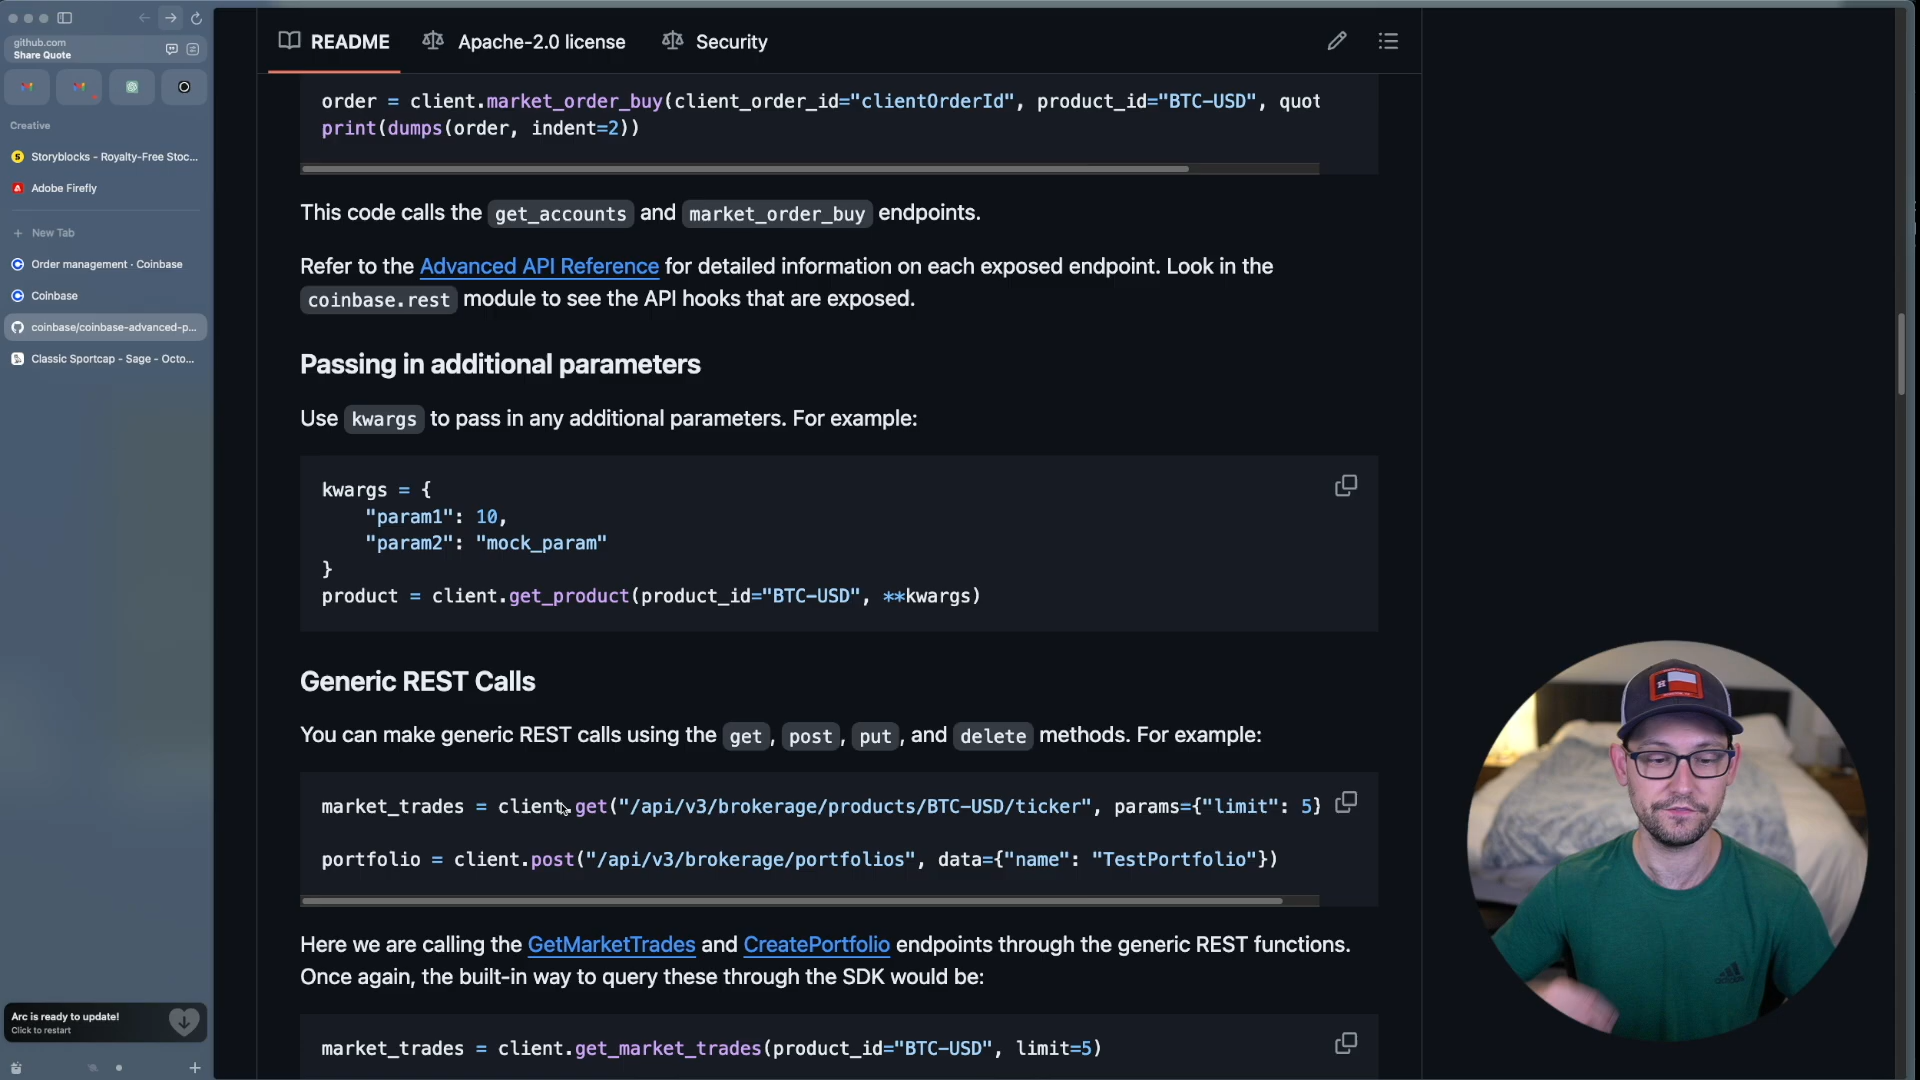 github.com
Share Quote
Creative
Storyblocks - Royalty-Free Stoc...
Adobe Firefly
New Tab
Order management · Coinbase
Coinbase
coinbase/coinbase-advanced-p...
Classic Sportcap - Sage - Octo...
Arc is ready to update!
Click to restart
README
Apache-2.0 license
Security
order = client.market_order_buy(client_order_id="clientOrderId", product_id="BTC-USD", quot
print(dumps(order, indent=2))
This code calls the get_accounts and market_order_buy endpoints.
Refer to the Advanced API Reference for detailed information on each exposed endpoint. Look in the
coinbase.rest module to see the API hooks that are exposed.
Passing in additional parameters
Use kwargs to pass in any additional parameters. For example:
kwargs = {
"param1": 10,
"param2": "mock_param"
}
product = client.get_product(product_id="BTC-USD", **kwargs)
Generic REST Calls
You can make generic REST calls using the get, post, put, and delete methods. For example:
market_trades = client.get("/api/v3/brokerage/products/BTC-USD/ticker", params={"limit": 5}
portfolio = client.post("/api/v3/brokerage/portfolios", data={"name": "TestPortfolio"})
Here we are calling the GetMarketTrades and CreatePortfolio endpoints through the generic REST functions.
Once again, the built-in way to query these through the SDK would be:
market_trades = client.get_market_trades(product_id="BTC-USD", limit=5)